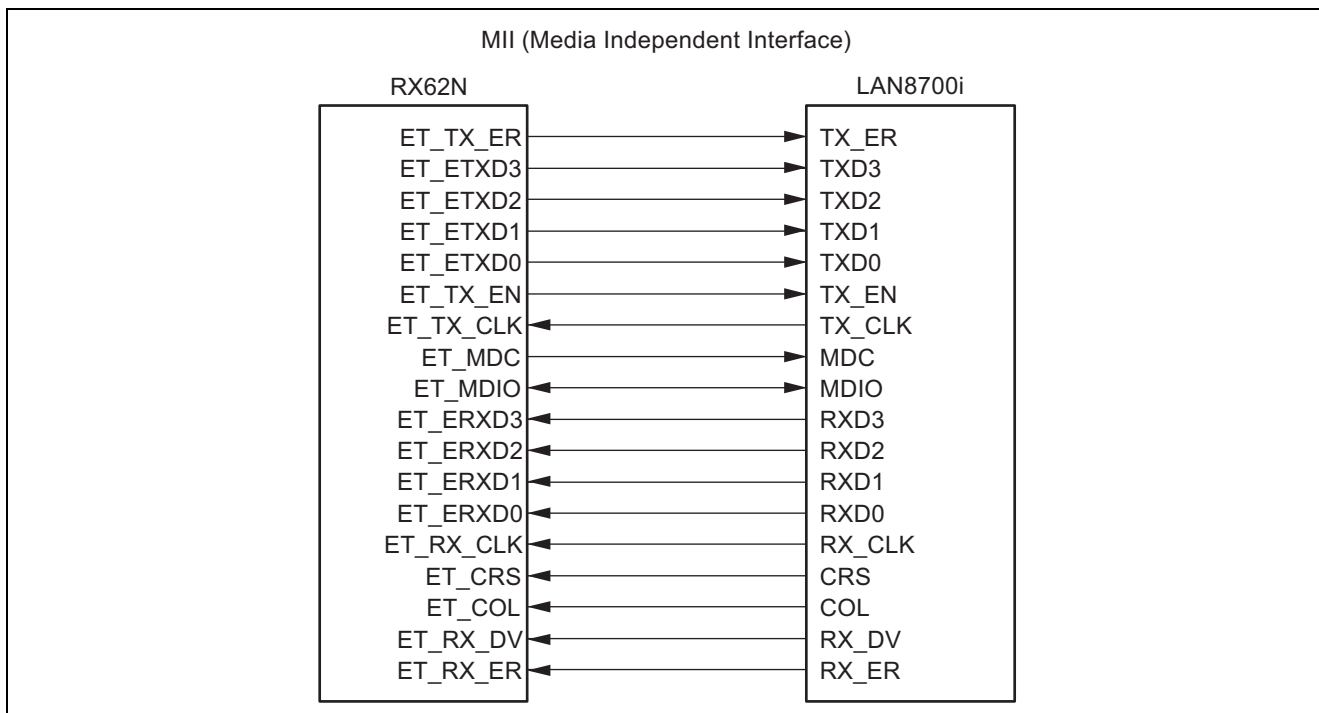 MII (Media Independent Interface)
RX62N LAN8700i
ET_TX_ER TX_ER
ET_ETXD3 TXD3
ET_ETXD2 TXD2
ET_ETXD1 TXD1
ET_ETXD0 TXD0
ET_TX_EN TX_EN
ET_TX_CLK TX_CLK
ET_MDC MDC
ET_MDIO MDIO
ET_ERXD3 RXD3
ET_ERXD2 RXD2
ET_ERXD1 RXD1
ET_ERXD0 RXD0
ET_RX_CLK RX_CLK
ET_CRS CRS
ET_COL COL
ET_RX_DV RX_DV
ET_RX_ER RX_ER